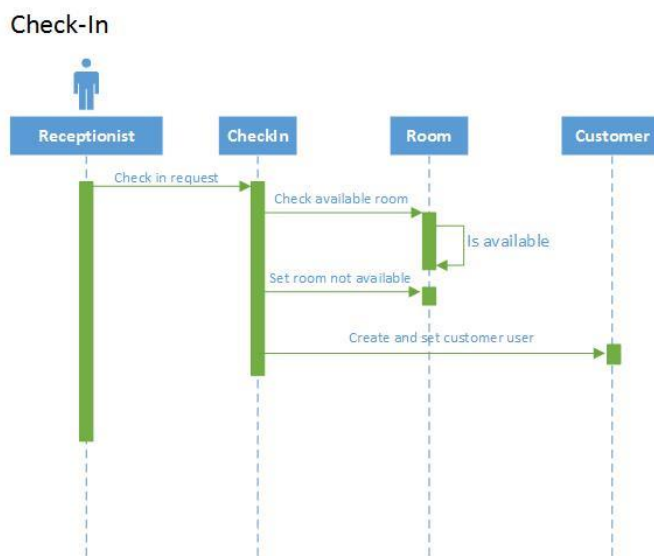 Check-In
Receptionist
CheckIn
Room
Customer
Check in request
Check available room
Is available
Set room not available
Create and set customer user